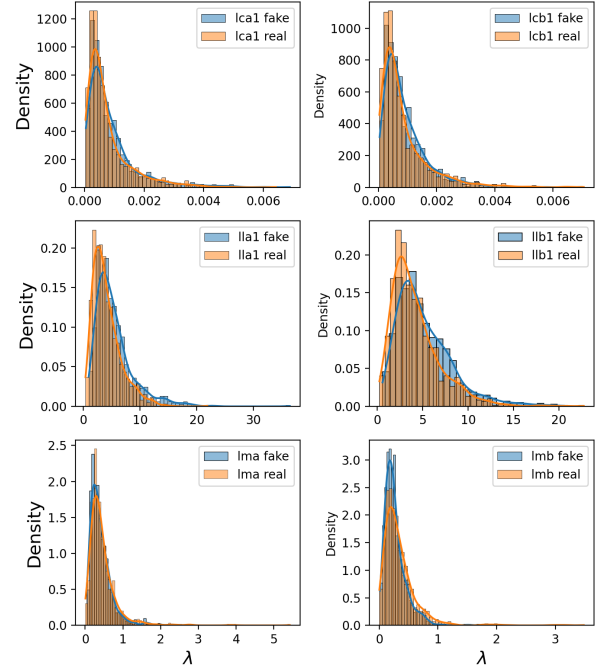 lca1 fake
lca1 real
Density
1200
1000
800
600
400
200
0
0.000 0.002 0.004 0.006
lcb1 fake
lcb1 real
Density
1000
800
600
400
200
0
0.000 0.002 0.004 0.006
lla1 fake
lla1 real
Density
0.20
0.15
0.10
0.05
0.00
0 10 20 30
llb1 fake
llb1 real
Density
0.20
0.15
0.10
0.05
0.00
0 5 10 15 20
lma fake
lma real
Density
2.5
2.0
1.5
1.0
0.5
0.0
0 1 2 3 4 5
λ
lmb fake
lmb real
Density
3.0
2.5
2.0
1.5
1.0
0.5
0.0
0 1 2 3
λ